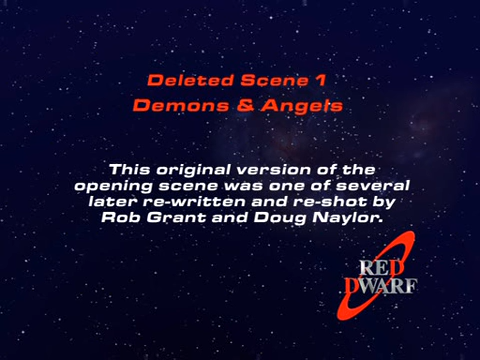 Deleted Scene 1
Demons & Angels
This original version of the
opening scene was one of several
later re-written and re-shot by
Rob Grant and Doug Naylor.
RED
DWARF